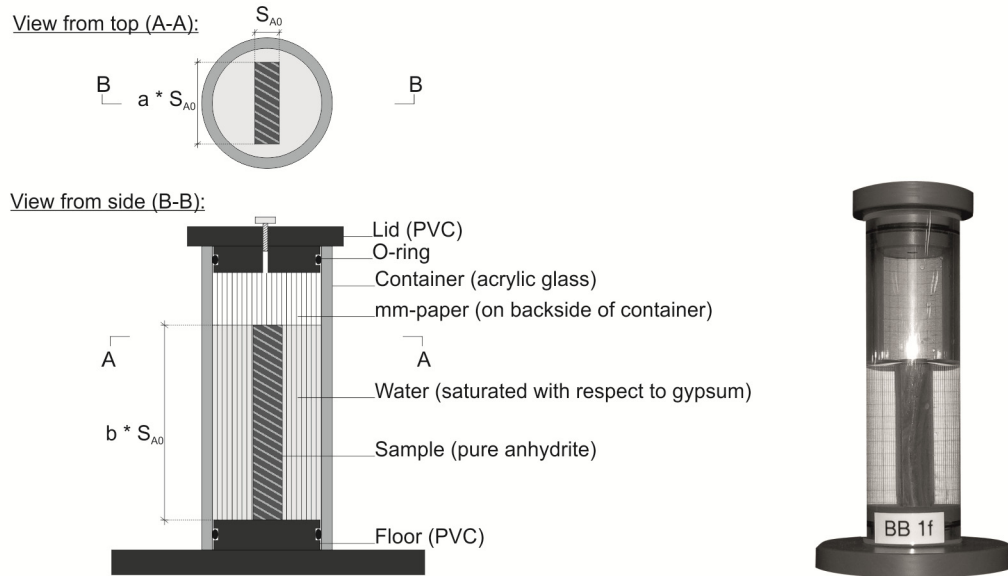 View from top (A-A):
S_A0
B
B
a * S_A0
View from side (B-B):
Lid (PVC)
O-ring
Container (acrylic glass)
mm-paper (on backside of container)
A
A
Water (saturated with respect to gypsum)
b * S_A0
Sample (pure anhydrite)
Floor (PVC)
BB 1f